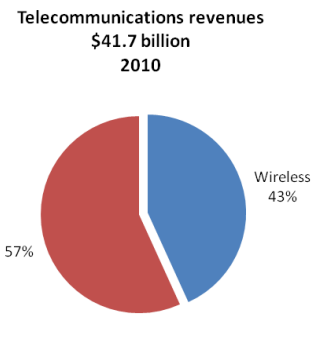 Telecommunications revenues
$41.7 billion
2010
Wireless
43%
57%